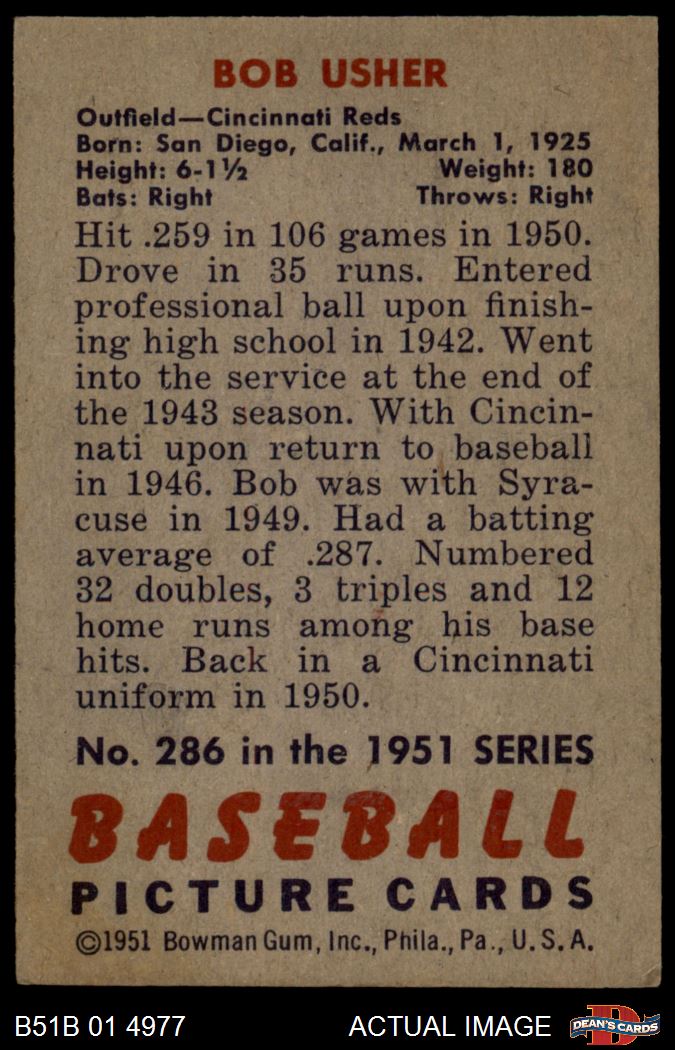 BOB USHER
Outfield—Cincinnati Reds
Born: San Diego, Calif., March 1, 1925
Height: 6-1½ Weight: 180
Bats: Right Throws: Right
Hit .259 in 106 games in 1950.
Drove in 35 runs. Entered
professional ball upon finish-
ing high school in 1942. Went
into the service at the end of
the 1943 season. With Cincin-
nati upon return to baseball
in 1946. Bob was with Syra-
cuse in 1949. Had a batting
average of .287. Numbered
32 doubles, 3 triples and 12
home runs among his base
hits. Back in a Cincinnati
uniform in 1950.
No. 286 in the 1951 SERIES
BASEBALL
PICTURE CARDS
©1951 Bowman Gum, Inc., Phila., Pa., U.S.A.
B51B 01 4977 ACTUAL IMAGE D DEAN'S CARDS